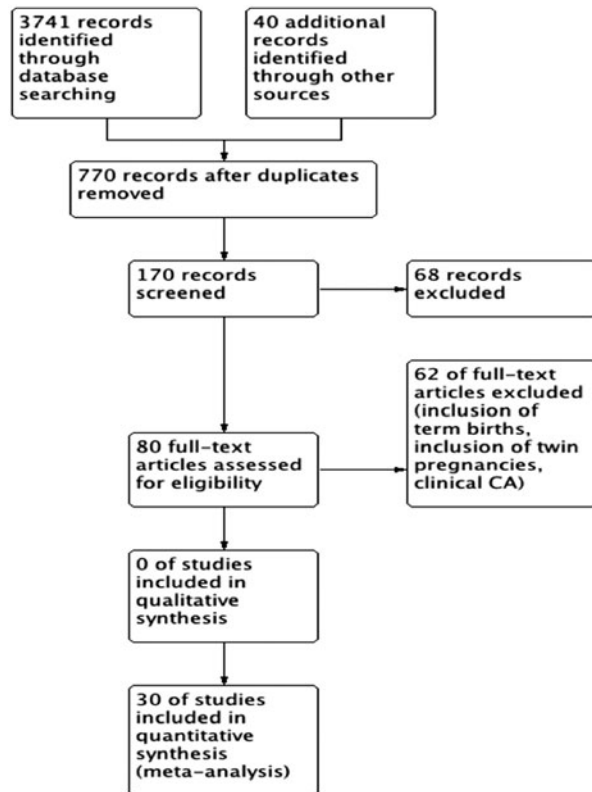 3741 records
identified
through
database
searching
40 additional
records
identified
through other
sources
770 records after duplicates
removed
170 records
screened
68 records
excluded
62 of full-text
articles excluded
(inclusion of
term births,
inclusion of twin
pregnancies,
clinical CA)
80 full-text
articles assessed
for eligibility
0 of studies
included in
qualitative
synthesis
30 of studies
included in
quantitative
synthesis
(meta-analysis)